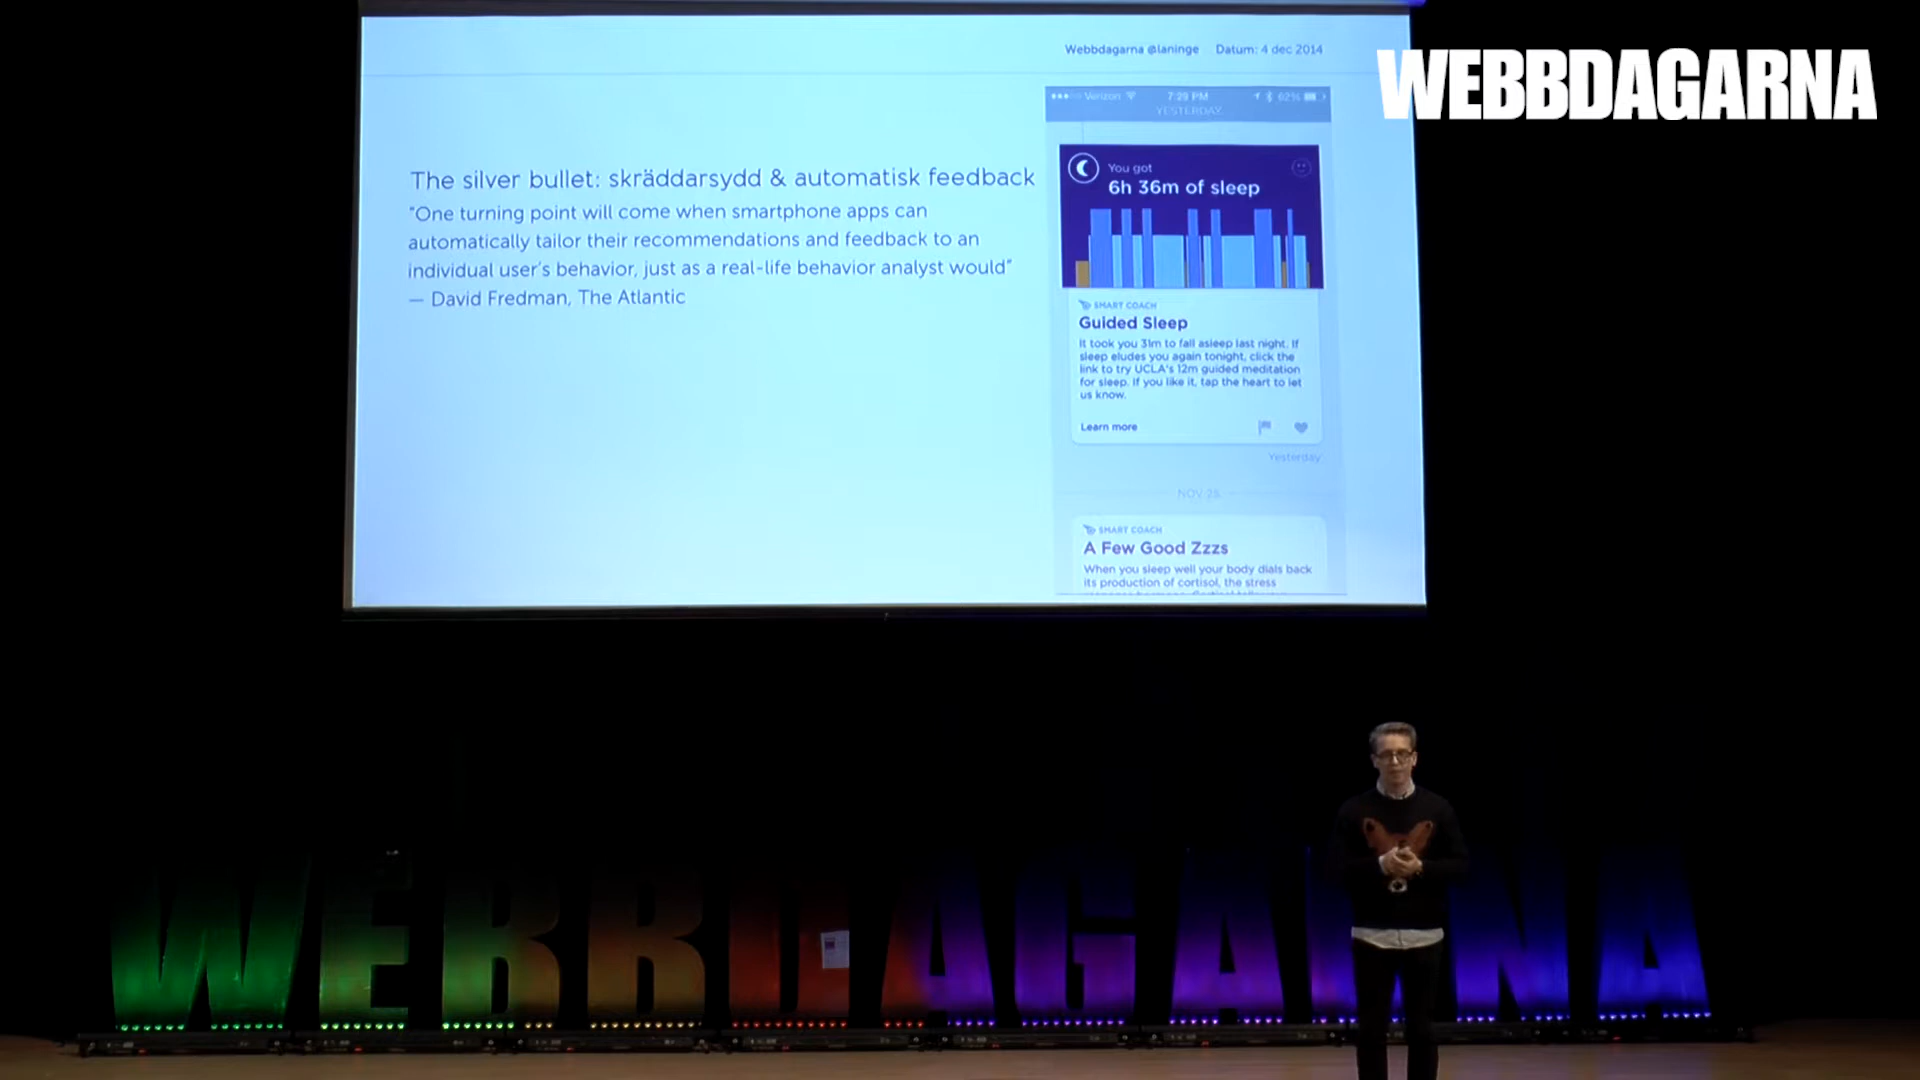 Webbdagarna @laninge Datum: 4 dec 2014
WEBBDAGARNA
The silver bullet: skräddarsydd & automatisk feedback
"One turning point will come when smartphone apps can
automatically tailor their recommendations and feedback to an
individual user's behavior, just as a real-life behavior analyst would"
— David Fredman, The Atlantic
Verizon 7:29 PM 62%
YESTERDAY
You got
6h 36m of sleep
SMART COACH
Guided Sleep
It took you 31m to fall asleep last night. If
sleep eludes you again tonight, click the
link to try UCLA's 12m guided meditation
for sleep. If you like it, tap the heart to let
us know.
Learn more
Yesterday
NOV 28
SMART COACH
A Few Good Zzzs
When you sleep well your body dials back
its production of cortisol, the stress
WEBBDAGARNA